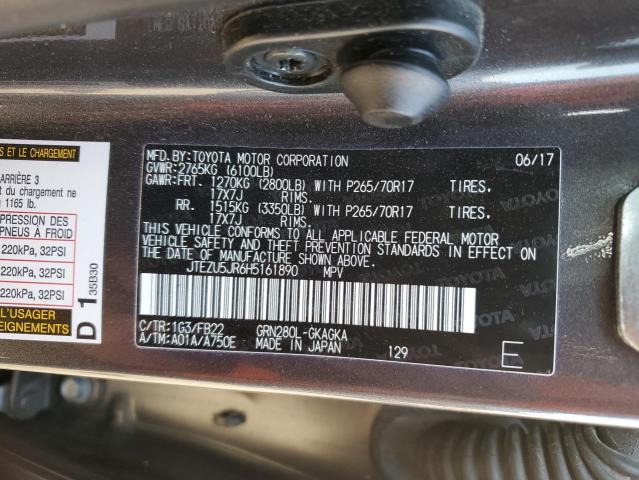 S ET LE CHARGEMENT
ARRIÈRE 3
t du chargement ne
1165 lb.
PRESSION DES
PNEUS À FROID
220kPa, 32PSI
220kPa, 32PSI
220kPa, 32PSI
L'USAGER
SEIGNEMENTS
D 1 35B30
MFD. BY:TOYOTA MOTOR CORPORATION 06/17
GVWR:2765KG (6100LB)
GAWR:FRT. 1270KG (2800LB) WITH P265/70R17 TIRES.
17X7J RIMS.
RR. 1515KG (3350LB) WITH P265/70R17 TIRES.
17X7J RIMS.
THIS VEHICLE CONFORMS TO ALL APPLICABLE FEDERAL MOTOR
VEHICLE SAFETY AND THEFT PREVENTION STANDARDS IN EFFECT ON
THE DATE OF MANUFACTURE SHOWN ABOVE.
JTEZU5JR6H5161890 MPV
C/TR:1G3/FB22 GRN280L-GKAGKA
A/TM:A01A/A750E MADE IN JAPAN 129
E